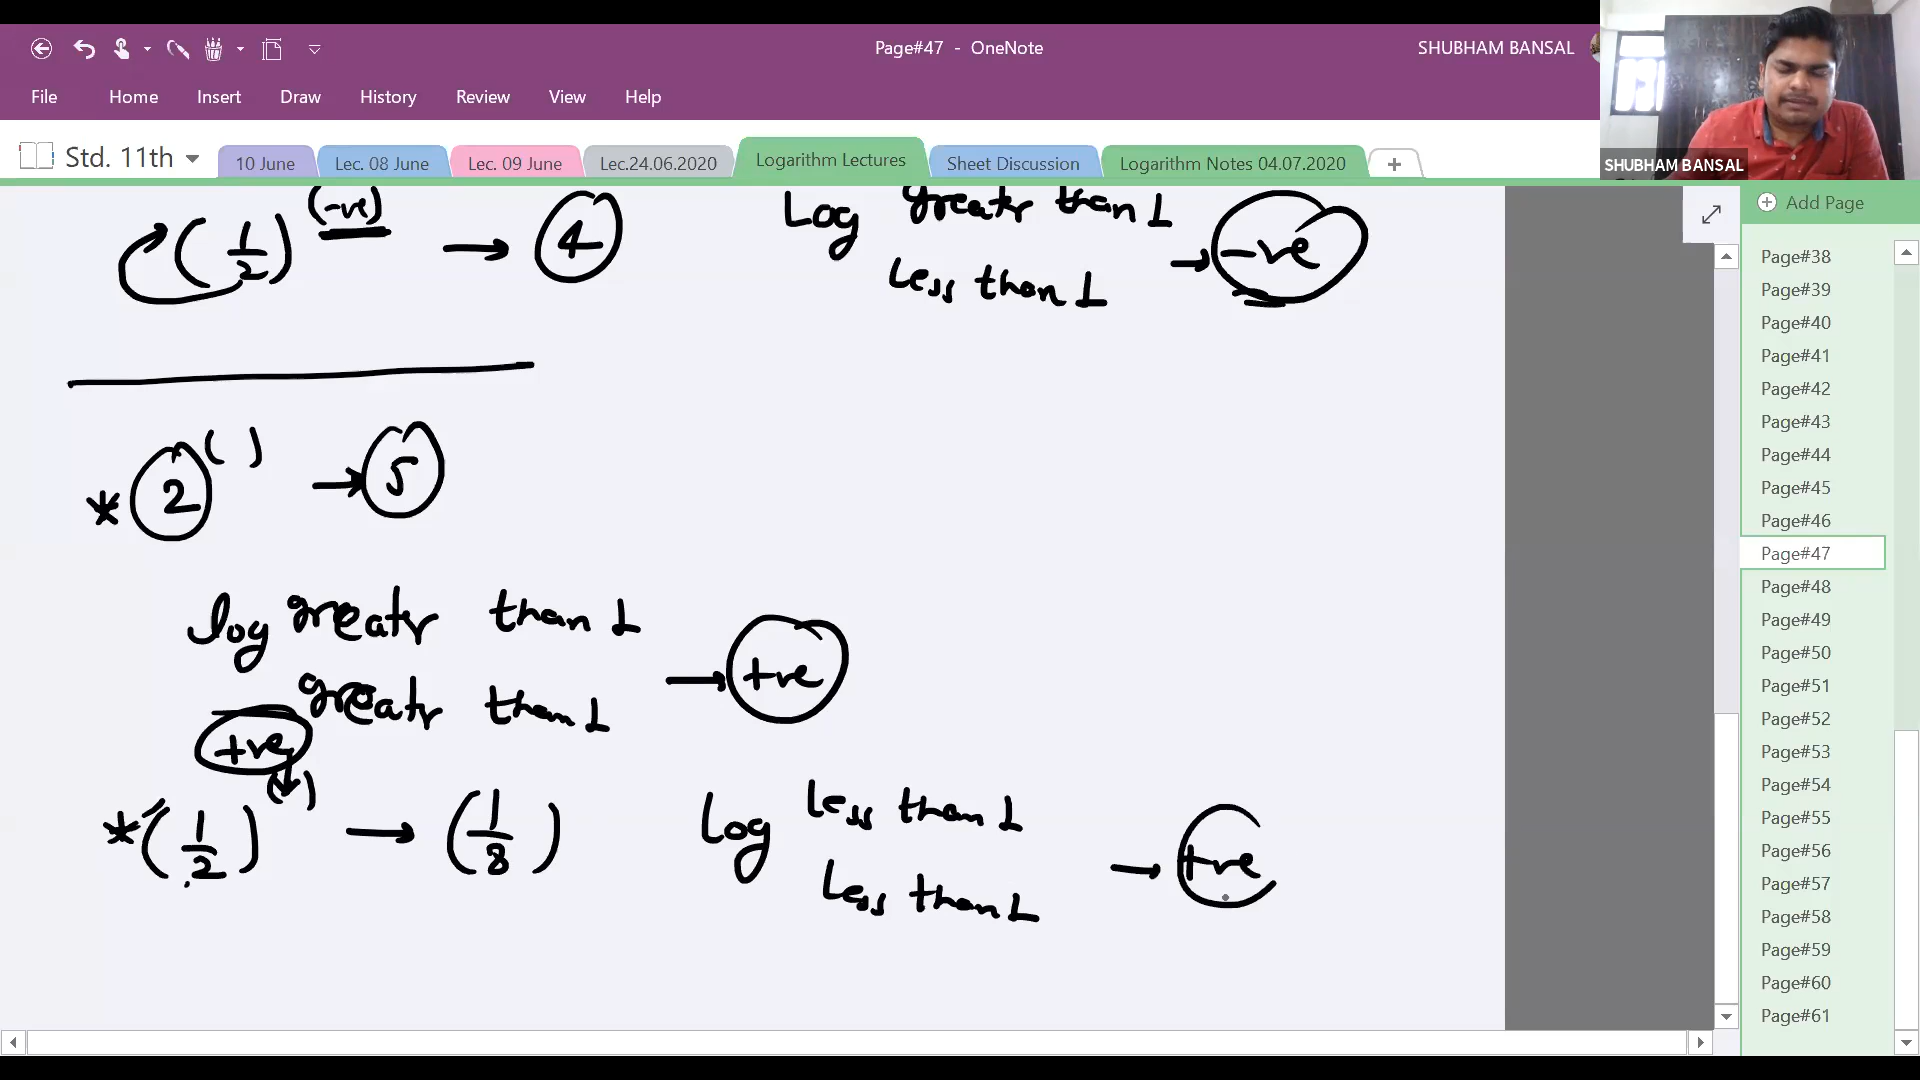 Page#47 - OneNote
SHUBHAM BANSAL
File Home Insert Draw History Review View Help
SHUBHAM BANSAL
Std. 11th
10 June
Lec. 08 June
Lec. 09 June
Lec.24.06.2020
Logarithm Lectures
Sheet Discussion
Logarithm Notes 04.07.2020
+
(1/2)^(-ve) → 4
Log greater than 1
less than 1 → -ve
* 2^( ) → 5
log greatr than 1
greatr than 1 → +ve
+ve
* (1/2)^( ) → (1/8)
Log less than 1
less than 1 → +ve
Add Page
Page#38
Page#39
Page#40
Page#41
Page#42
Page#43
Page#44
Page#45
Page#46
Page#47
Page#48
Page#49
Page#50
Page#51
Page#52
Page#53
Page#54
Page#55
Page#56
Page#57
Page#58
Page#59
Page#60
Page#61